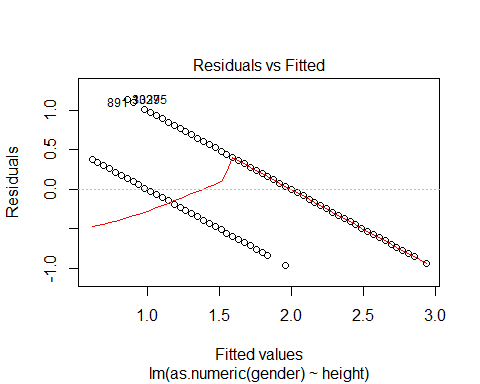 Residuals vs Fitted
Residuals
1.0
0.5
0.0
-1.0
1.0
1.5
2.0
2.5
3.0
Fitted values
lm(as.numeric(gender) ~ height)